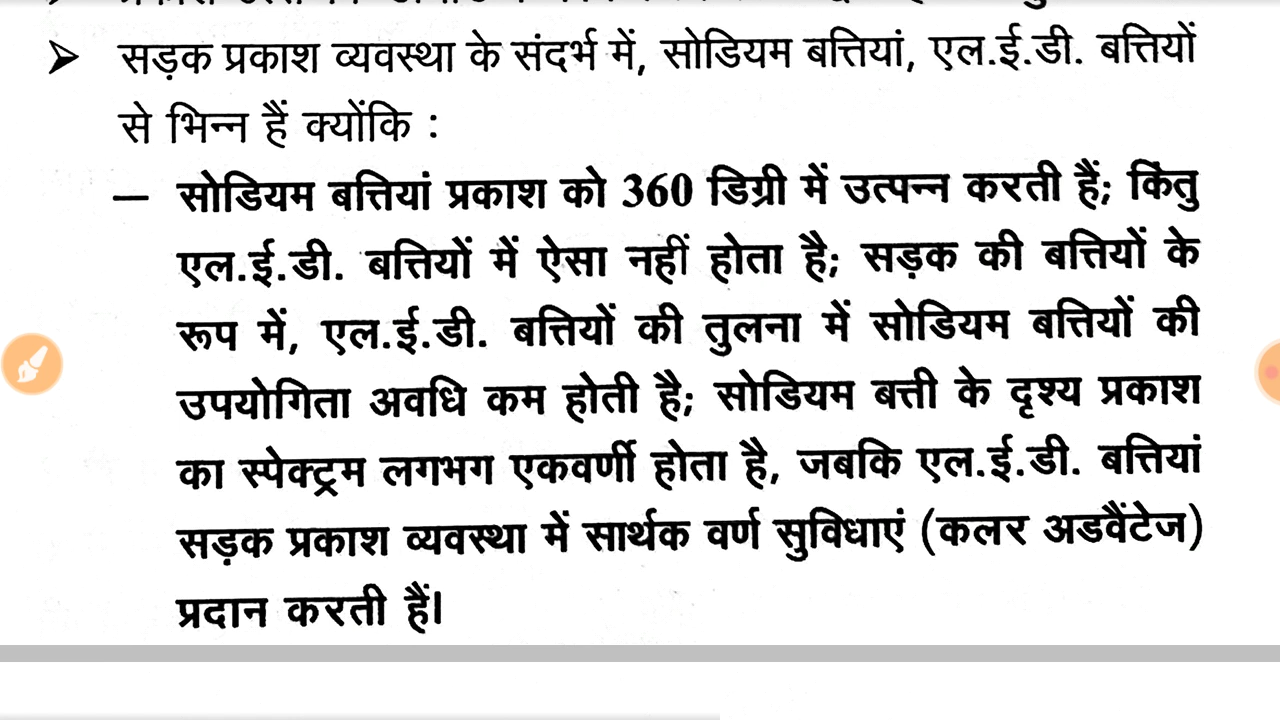 ➤ सड़क प्रकाश व्यवस्था के संदर्भ में, सोडियम बत्तियां, एल.ई.डी. बत्तियों
से भिन्न हैं क्योंकि :
— सोडियम बत्तियां प्रकाश को 360 डिग्री में उत्पन्न करती हैं; किंतु
एल.ई.डी. बत्तियों में ऐसा नहीं होता है; सड़क की बत्तियों के
रूप में, एल.ई.डी. बत्तियों की तुलना में सोडियम बत्तियों की
उपयोगिता अवधि कम होती है; सोडियम बत्ती के दृश्य प्रकाश
का स्पेक्ट्रम लगभग एकवर्णी होता है, जबकि एल.ई.डी. बत्तियां
सड़क प्रकाश व्यवस्था में सार्थक वर्ण सुविधाएं (कलर अडवैंटेज)
प्रदान करती हैं।